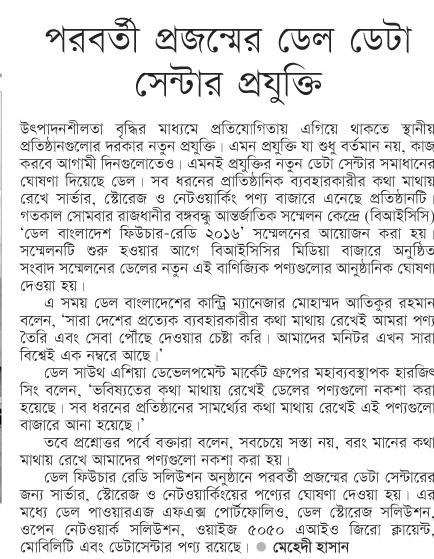 পরবর্তী প্রজন্মের ডেল ডেটা
সেন্টার প্রযুক্তি
উৎপাদনশীলতা বৃদ্ধির মাধ্যমে প্রতিযোগিতায় এগিয়ে থাকতে স্থানীয়
প্রতিষ্ঠানগুলোর দরকার নতুন প্রযুক্তি। এমন প্রযুক্তি যা শুধু বর্তমান নয়, কাজ
করবে আগামী দিনগুলোতেও। এমনই প্রযুক্তির নতুন ডেটা সেন্টার সমাধানের
ঘোষণা দিয়েছে ডেল। সব ধরনের প্রাতিষ্ঠানিক ব্যবহারকারীর কথা মাথায়
রেখে সার্ভার, স্টোরেজ ও নেটওয়ার্কিং পণ্য বাজারে এনেছে প্রতিষ্ঠানটি।
গতকাল সোমবার রাজধানীর বঙ্গবন্ধু আন্তর্জাতিক সম্মেলন কেন্দ্রে (বিআইসিসি)
‘ডেল বাংলাদেশ ফিউচার-রেডি ২০১৬’ সম্মেলনের আয়োজন করা হয়।
সম্মেলনটি শুরু হওয়ার আগে বিআইসিসির মিডিয়া বাজারে অনুষ্ঠিত
সংবাদ সম্মেলনের ডেলের নতুন এই বাণিজ্যিক পণ্যগুলোর আনুষ্ঠানিক ঘোষণা
দেওয়া হয়।
এ সময় ডেল বাংলাদেশের কান্ট্রি ম্যানেজার মোহাম্মদ আতিকুর রহমান
বলেন, ‘সারা দেশের প্রত্যেক ব্যবহারকারীর কথা মাথায় রেখেই আমরা পণ্য
তৈরি এবং সেবা পৌঁছে দেওয়ার চেষ্টা করি। আমাদের মনিটর এখন সারা
বিশ্বেই এক নম্বরে আছে।’
ডেল সাউথ এশিয়া ডেভেলপমেন্ট মার্কেট গ্রুপের মহাব্যবস্থাপক হারজিৎ
সিং বলেন, ‘ভবিষ্যতের কথা মাথায় রেখেই ডেলের পণ্যগুলো নকশা করা
হয়েছে। সব ধরনের প্রতিষ্ঠানের সামর্থ্যের কথা মাথায় রেখেই এই পণ্যগুলো
বাজারে আনা হয়েছে।’
তবে প্রশ্নোত্তর পর্বে বক্তারা বলেন, সবচেয়ে সস্তা নয়, বরং মানের কথা
মাথায় রেখে আমাদের পণ্যগুলো নকশা করা হয়।
ডেল ফিউচার রেডি সলিউশন অনুষ্ঠানে পরবর্তী প্রজন্মের ডেটা সেন্টারের
জন্য সার্ভার, স্টোরেজ ও নেটওয়ার্কিংয়ের পণ্যের ঘোষণা দেওয়া হয়। এর
মধ্যে ডেল পাওয়ারএজ এফএক্স পোর্টফোলিও, ডেল স্টোরেজ সলিউশন,
ওপেন নেটওয়ার্ক সলিউশন, ওয়াইজ ৫০৫০ এআইও জিরো ক্লায়েন্ট,
মোবিলিটি এবং ডেটাসেন্টার পণ্য রয়েছে। ● মেহেদী হাসান